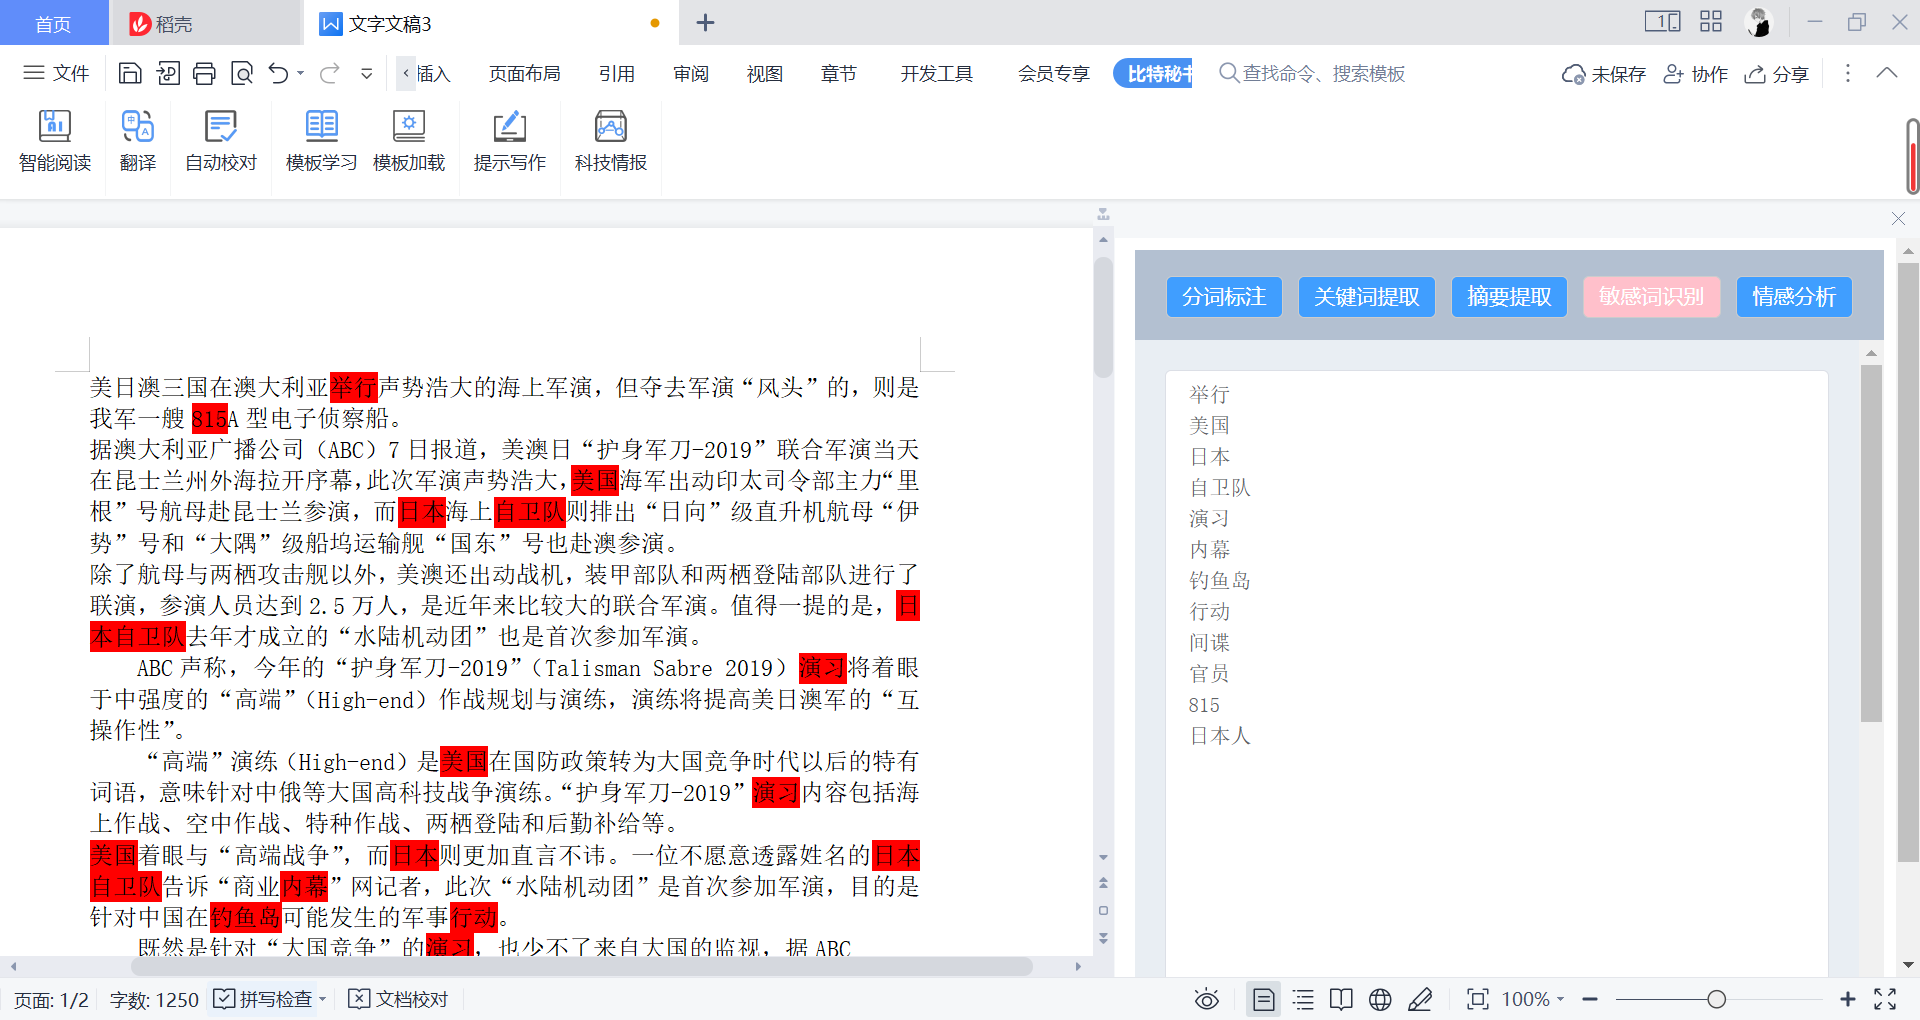 首页
稻壳
文字文稿3
文件
插入
页面布局
引用
审阅
视图
章节
开发工具
会员专享
比特秘
查找命令、搜索模板
未保存
协作
分享
智能阅读
翻译
自动校对
模板学习
模板加载
提示写作
科技情报
美日澳三国在澳大利亚举行声势浩大的海上军演，但夺去军演“风头”的，则是
我军一艘 815A 型电子侦察船。
据澳大利亚广播公司（ABC）7 日报道，美澳日“护身军刀-2019”联合军演当天
在昆士兰州外海拉开序幕，此次军演声势浩大，美国海军出动印太司令部主力“里
根”号航母赴昆士兰参演，而日本海上自卫队则排出“日向”级直升机航母“伊
势”号和“大隅”级船坞运输舰“国东”号也赴澳参演。
除了航母与两栖攻击舰以外，美澳还出动战机，装甲部队和两栖登陆部队进行了
联演，参演人员达到 2.5 万人，是近年来比较大的联合军演。值得一提的是，日
本自卫队去年才成立的“水陆机动团”也是首次参加军演。
ABC 声称，今年的“护身军刀-2019”（Talisman Sabre 2019）演习将着眼
于中强度的“高端”（High-end）作战规划与演练，演练将提高美日澳军的“互
操作性”。
“高端”演练（High-end）是美国在国防政策转为大国竞争时代以后的特有
词语，意味针对中俄等大国高科技战争演练。“护身军刀-2019”演习内容包括海
上作战、空中作战、特种作战、两栖登陆和后勤补给等。
美国着眼与“高端战争”，而日本则更加直言不讳。一位不愿意透露姓名的日本
自卫队告诉“商业内幕”网记者，此次“水陆机动团”是首次参加军演，目的是
针对中国在钓鱼岛可能发生的军事行动。
既然是针对“大国竞争”的演习，也少不了来自大国的监视，据 ABC
分词标注
关键词提取
摘要提取
敏感词识别
情感分析
举行
美国
日本
自卫队
演习
内幕
钓鱼岛
行动
间谍
官员
815
日本人
页面: 1/2
字数: 1250
拼写检查
文档校对
100%